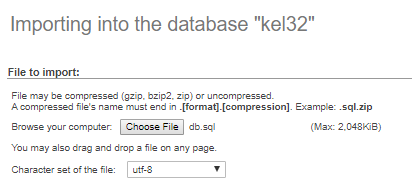 Importing into the database "kel32"
File to import:
File may be compressed (gzip, bzip2, zip) or uncompressed.
A compressed file's name must end in .[format].[compression]. Example: .sql.zip
Browse your computer: Choose File db.sql (Max: 2,048KiB)
You may also drag and drop a file on any page.
Character set of the file: utf-8